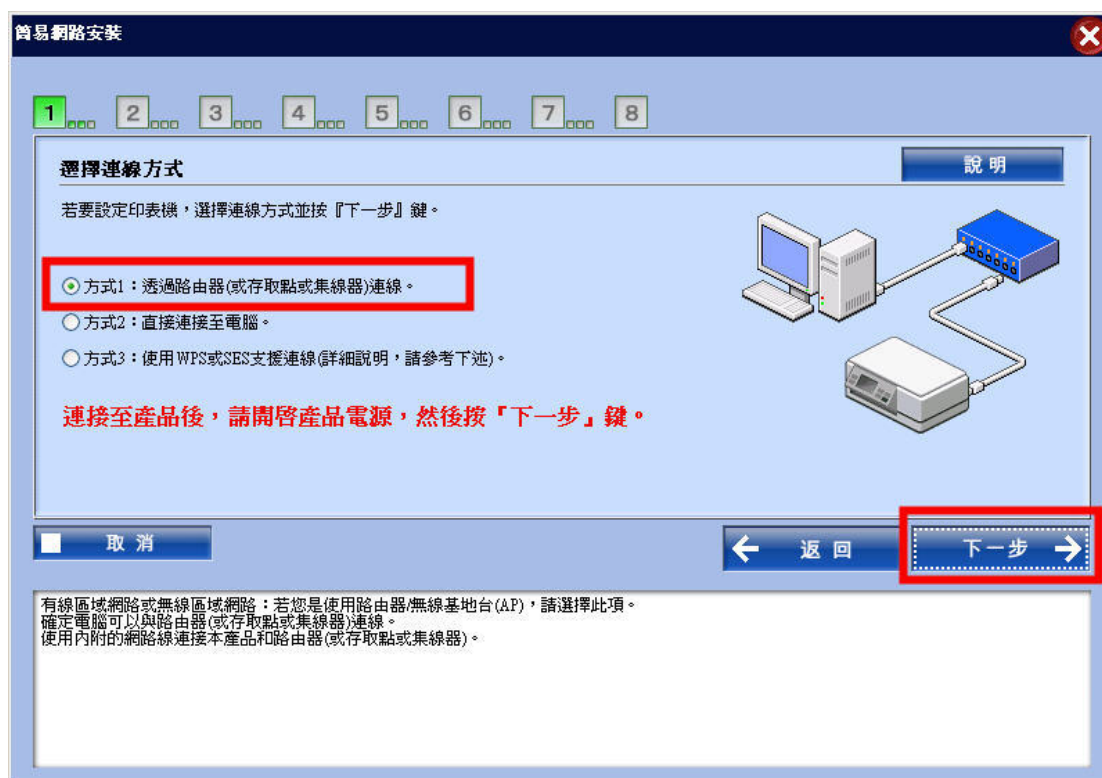 簡易網路安裝
1 2 3 4 5 6 7 8
選擇連線方式
說明
若要設定印表機，選擇連線方式並按『下一步』鍵。
方式1：透過路由器(或存取點或集線器)連線。
方式2：直接連接至電腦。
方式3：使用WPS或SES支援連線(詳細說明，請參考下述)。
連接至產品後，請開啓產品電源，然後按『下一步』鍵。
取消
返回
下一步
有線區域網路或無線區域網路：若您是使用路由器/無線基地台(AP)，請選擇此項。
確定電腦可以與路由器(或存取點或集線器)連線。
使用內附的網路線連接本產品和路由器(或存取點或集線器)。